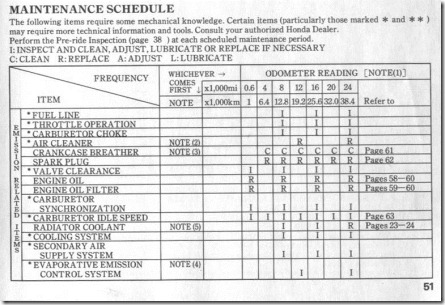 MAINTENANCE SCHEDULE
The following items require some mechanical knowledge. Certain items (particularly those marked * and * *)
may require more technical information and tools. Consult your authorized Honda Dealer.
Perform the Pre-ride Inspection (page 38 ) at each scheduled maintenance period.
I: INSPECT AND CLEAN, ADJUST, LUBRICATE OR REPLACE IF NECESSARY
C: CLEAN R: REPLACE A: ADJUST L: LUBRICATE
FREQUENCY WHICHEVER → COMES FIRST ↓ ODOMETER READING [NOTE(1)]
x1,000mi 0.6 4 8 12 16 20 24
ITEM NOTE x1,000km 1 6.4 12.8 19.2 25.6 32.0 38.4 Refer to
EMISSION RELATED ITEMS
* FUEL LINE I I I
* THROTTLE OPERATION I I I
* CARBURETOR CHOKE I I I
* AIR CLEANER NOTE (2) R R
CRANKCASE BREATHER NOTE (3) C C C C C C Page 61
SPARK PLUG R R R R R R Page 62
* VALVE CLEARANCE I I I I
ENGINE OIL R R R R Pages 58—60
ENGINE OIL FILTER R R R R Pages 59—60
* CARBURETOR
SYNCHRONIZATION I I I I
* CARBURETOR IDLE SPEED I I I I I I I Page 63
RADIATOR COOLANT NOTE (5) I I R Pages 23—24
* COOLING SYSTEM I I I
* SECONDARY AIR
SUPPLY SYSTEM I I I
* EVAPORATIVE EMISSION NOTE (4)
CONTROL SYSTEM I I
51